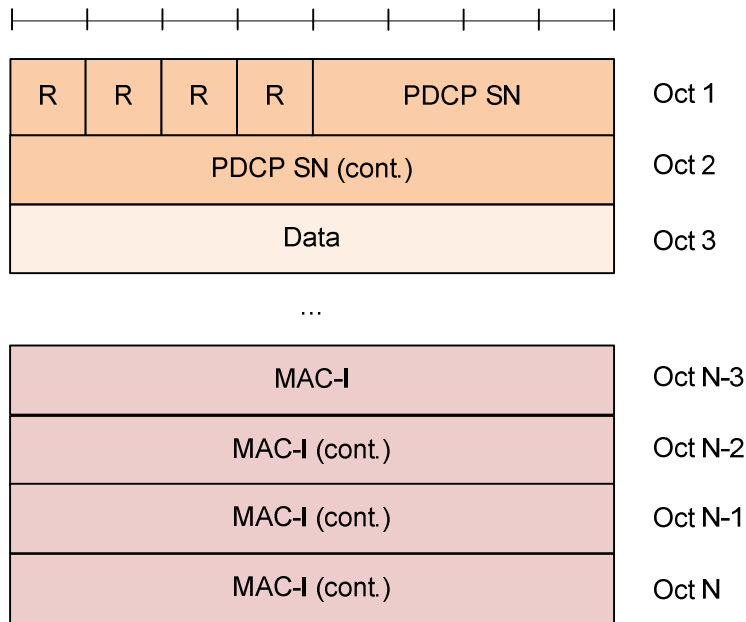 R R R R PDCP SN Oct 1
PDCP SN (cont.) Oct 2
Data Oct 3
...
MAC-I Oct N-3
MAC-I (cont.) Oct N-2
MAC-I (cont.) Oct N-1
MAC-I (cont.) Oct N